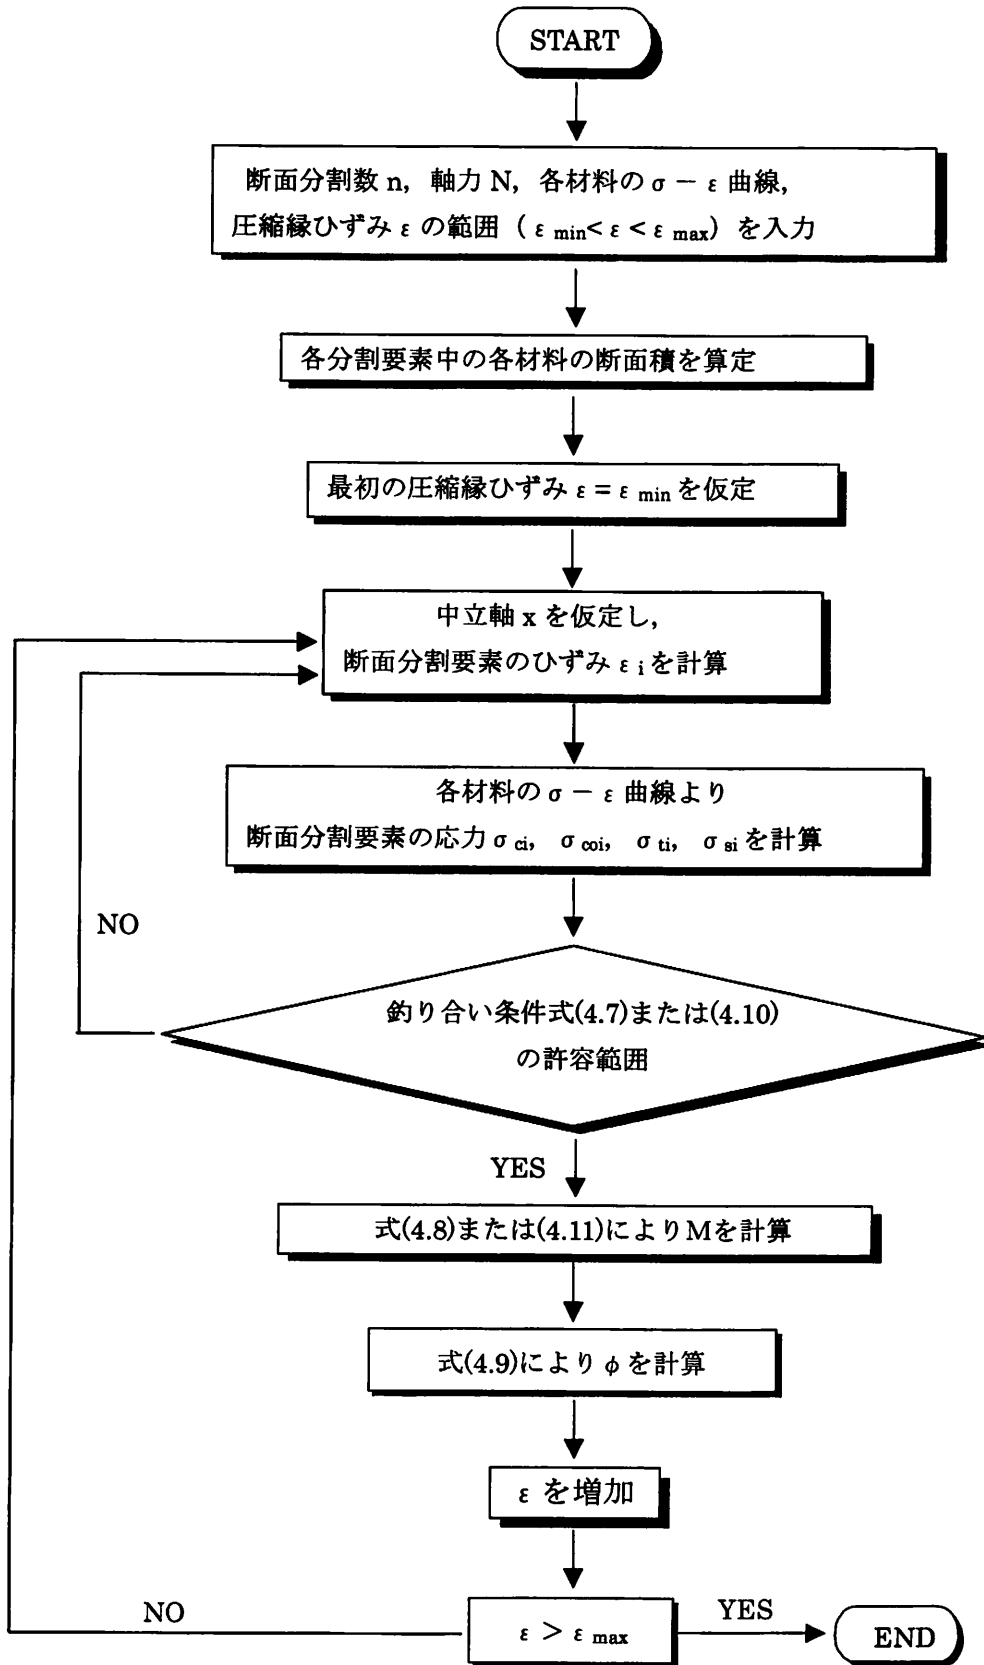 START
断面分割数 n, 軸力 N, 各材料の σ − ε 曲線,
圧縮縁ひずみ ε の範囲 ( ε min< ε < ε max) を入力
各分割要素中の各材料の断面積を算定
最初の圧縮縁ひずみ ε = ε min を仮定
中立軸 x を仮定し,
断面分割要素のひずみ ε i を計算
各材料の σ − ε 曲線より
断面分割要素の応力 σ ci, σ coi, σ ti, σ si を計算
NO
釣り合い条件式(4.7)または(4.10)
の許容範囲
YES
式(4.8)または(4.11)によりMを計算
式(4.9)により φ を計算
ε を増加
NO
ε > ε max
YES
END